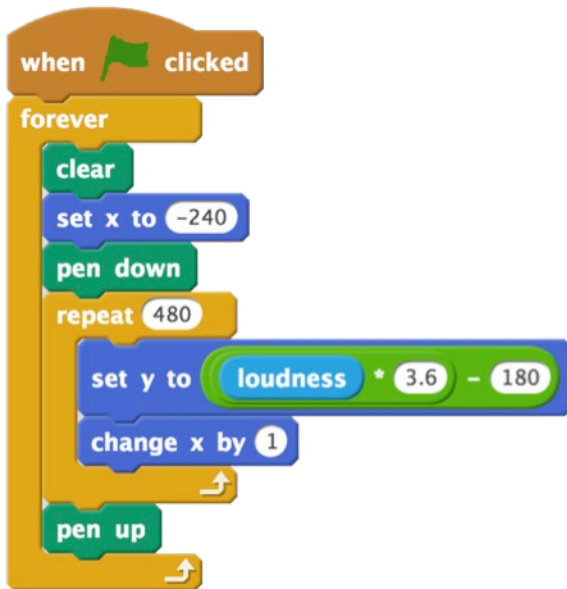 when clicked
forever
clear
set x to -240
pen down
repeat 480
set y to loudness * 3.6 - 180
change x by 1
pen up